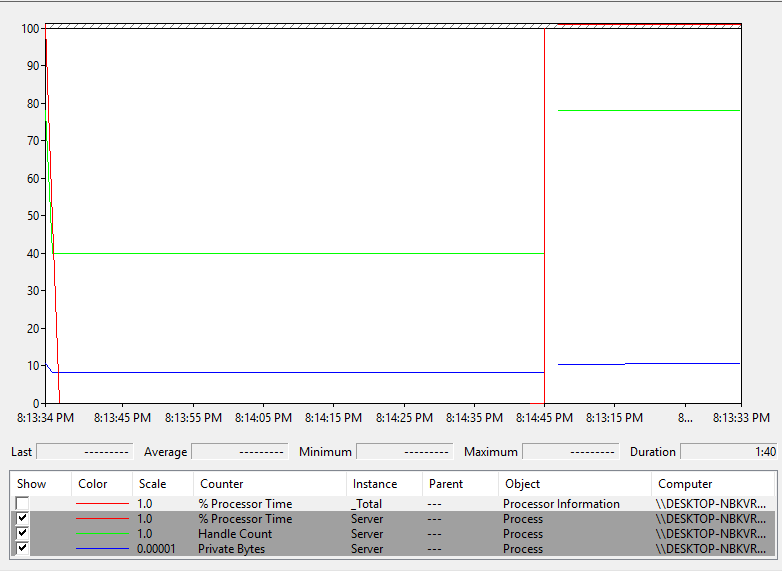 100
90
80
70
60
50
40
30
20
10
0
8:13:34 PM 8:13:45 PM 8:13:55 PM 8:14:05 PM 8:14:15 PM 8:14:25 PM 8:14:35 PM 8:14:45 PM 8:13:15 PM 8... 8:13:33 PM
Last --------- Average --------- Minimum --------- Maximum --------- Duration 1:40
Show Color Scale Counter Instance Parent Object Computer
1.0 % Processor Time _Total --- Processor Information \\DESKTOP-NBKVR...
1.0 % Processor Time Server --- Process \\DESKTOP-NBKVR...
1.0 Handle Count Server --- Process \\DESKTOP-NBKVR...
0.00001 Private Bytes Server --- Process \\DESKTOP-NBKVR...